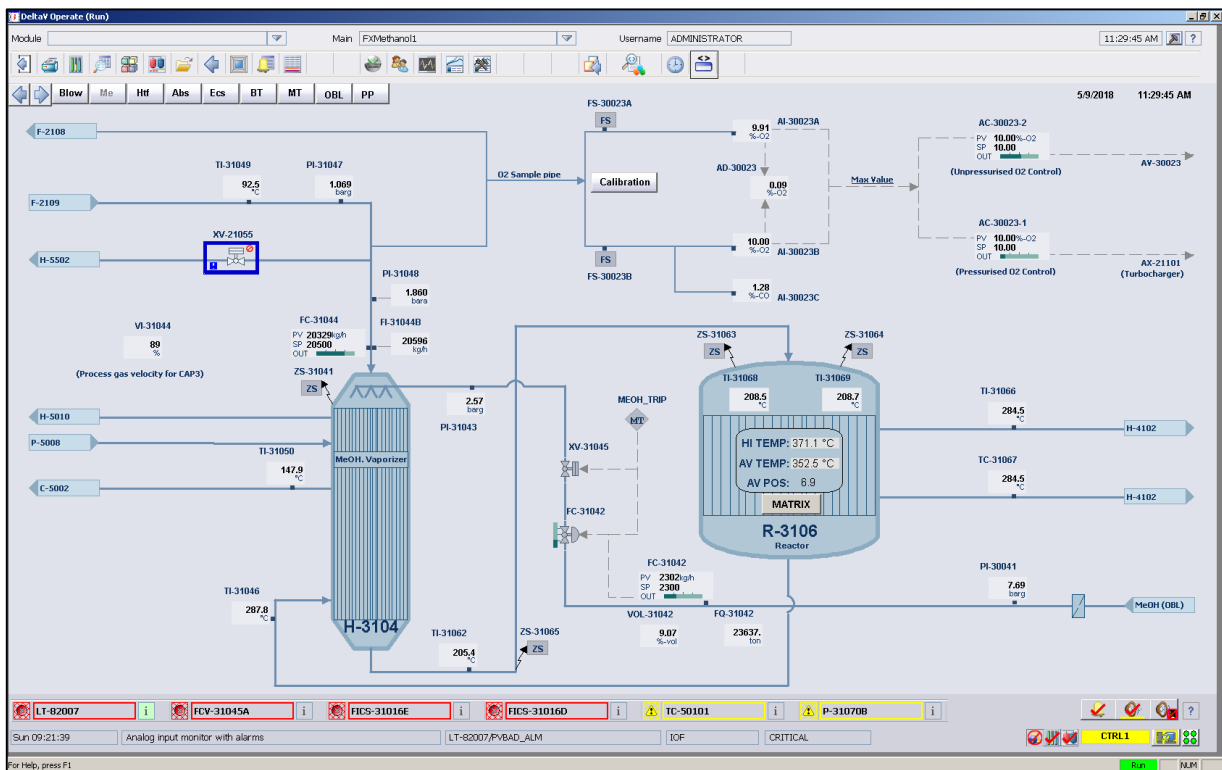 DeltaV Operate (Run)
Module
Main FXMethanol1
Username ADMINISTRATOR
11:29:45 AM
?
Blow Me Htf Abs Ecs BT MT OBL PP
5/9/2018 11:29:45 AM
F-2108
F-2109
H-5502
TI-31049
92.5
°C
PI-31047
1.069
barg
XV-21055
O2 Sample pipe
FS-30023A
FS
Calibration
FS
FS-30023B
9.91
%-O2
AI-30023A
AD-30023
0.09
%-O2
Max Value
10.00
%-O2
AI-30023B
1.28
%-CO
AI-30023C
AC-30023-2
PV 10.00%-O2
SP 10.00
OUT
(Unpressurised O2 Control)
AV-30023
AC-30023-1
PV 10.00%-O2
SP 10.00
OUT
(Pressurised O2 Control)
AX-21101
(Turbocharger)
PI-31048
1.860
bara
VI-31044
89
%
(Process gas velocity for CAP3)
FC-31044
PV 20329kg/h
SP 20500
OUT
FI-31044B
20596
kg/h
ZS-31041
ZS
2.57
barg
PI-31043
H-5010
P-5008
C-5002
TI-31050
147.9
°C
MeOH. Vaporizer
H-3104
TI-31046
287.8
°C
TI-31062
205.4
°C
ZS-31065
ZS
MEOH_TRIP
MT
XV-31045
FC-31042
FC-31042
PV 2302kg/h
SP 2300
OUT
VOL-31042
9.07
%-vol
FQ-31042
23637.
ton
ZS-31063
ZS
ZS-31064
ZS
TI-31068
208.5
°C
TI-31069
208.7
°C
HI TEMP: 371.1 °C
AV TEMP: 352.5 °C
AV POS: 6.9
MATRIX
R-3106
Reactor
TI-31066
284.5
°C
H-4102
TC-31067
284.5
°C
H-4102
PI-30041
7.69
barg
MeOH (OBL)
LT-82007 i FCV-31045A i FICS-31016E i FICS-31016D i TC-50101 i P-31070B i ?
Sun 09:21:39 Analog input monitor with alarms LT-82007/PVBAD_ALM IOF CRITICAL CTRL1
For Help, press F1
Run NUM